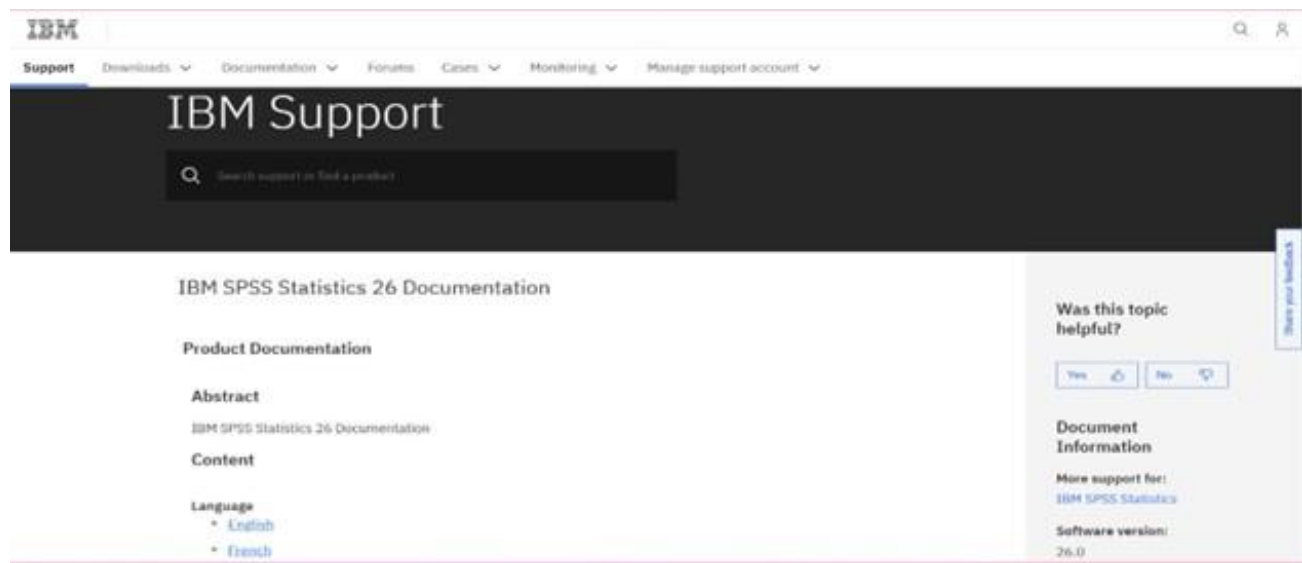 IBM
Support Downloads Documentation Forums Cases Monitoring Manage support account
IBM Support
Search support or find a product
IBM SPSS Statistics 26 Documentation
Product Documentation
Abstract
IBM SPSS Statistics 26 Documentation
Content
Language
English
French
Was this topic
helpful?
Yes No
Document
Information
More support for:
IBM SPSS Statistics
Software version:
26.0
Share your feedback